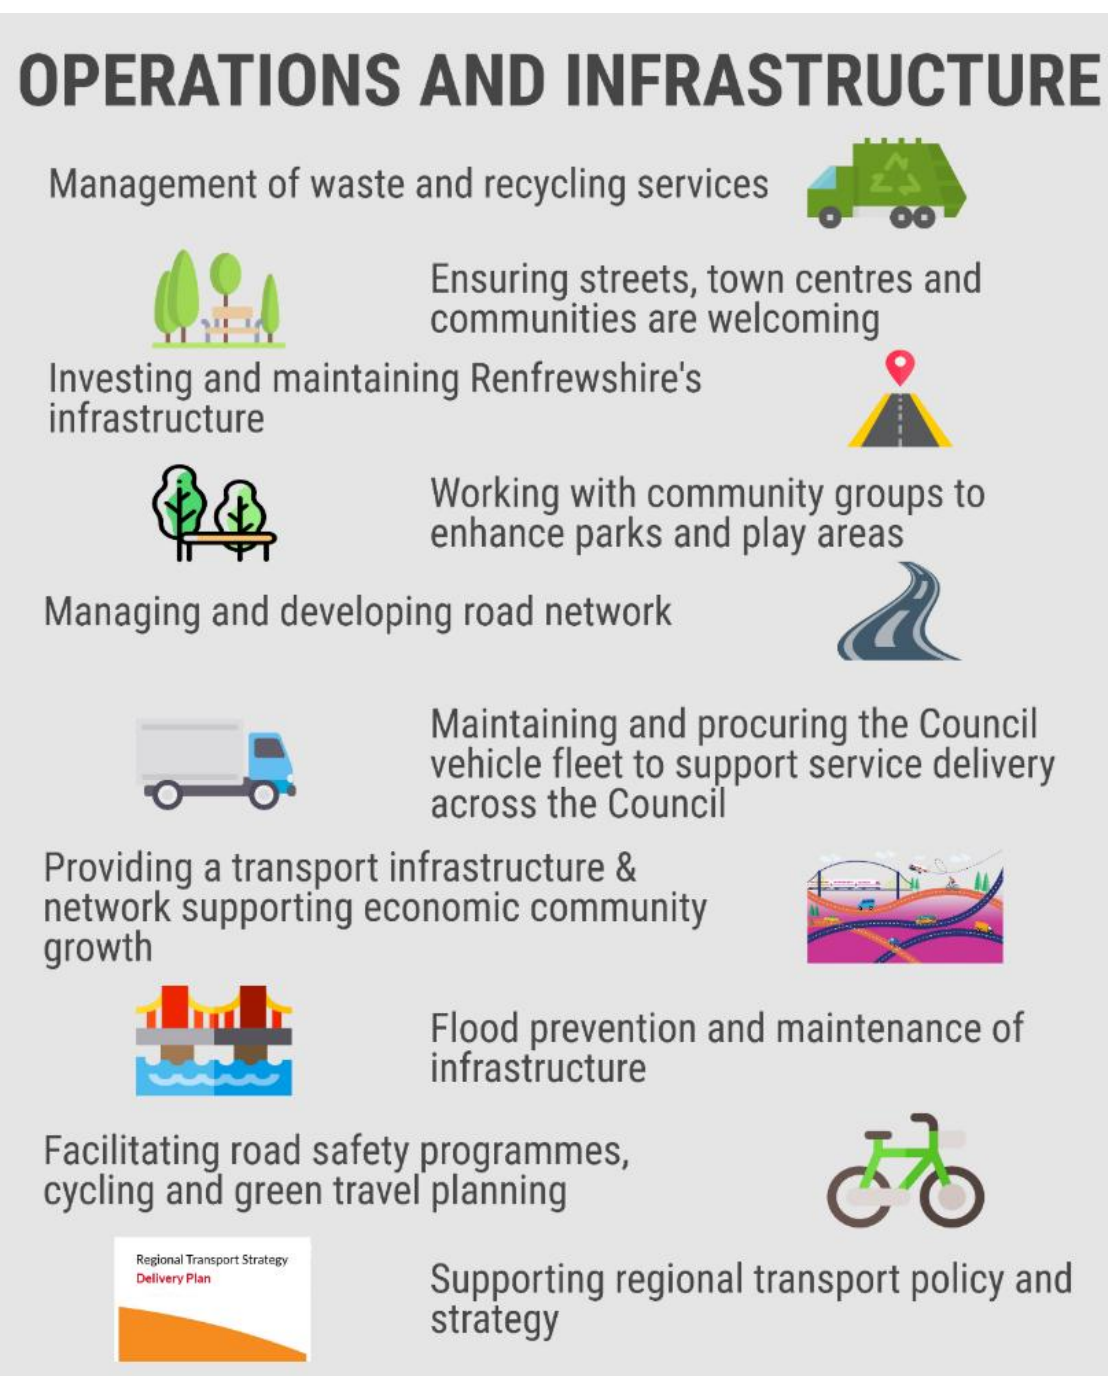 OPERATIONS AND INFRASTRUCTURE
Management of waste and recycling services
Ensuring streets, town centres and
communities are welcoming
Investing and maintaining Renfrewshire's
infrastructure
Working with community groups to
enhance parks and play areas
Managing and developing road network
Maintaining and procuring the Council
vehicle fleet to support service delivery
across the Council
Providing a transport infrastructure &
network supporting economic community
growth
Flood prevention and maintenance of
infrastructure
Facilitating road safety programmes,
cycling and green travel planning
Regional Transport Strategy
Delivery Plan
Supporting regional transport policy and
strategy